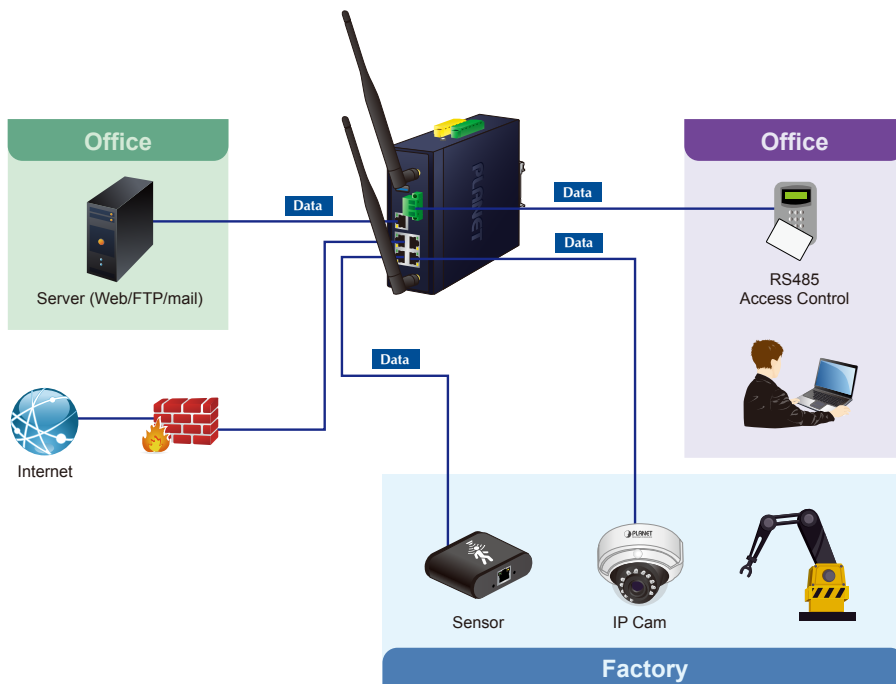 Office
Office
PLANET
Data
Data
Data
Server (Web/FTP/mail)
RS485
Access Control
Data
Internet
PLANET
Sensor
IP Cam
Factory